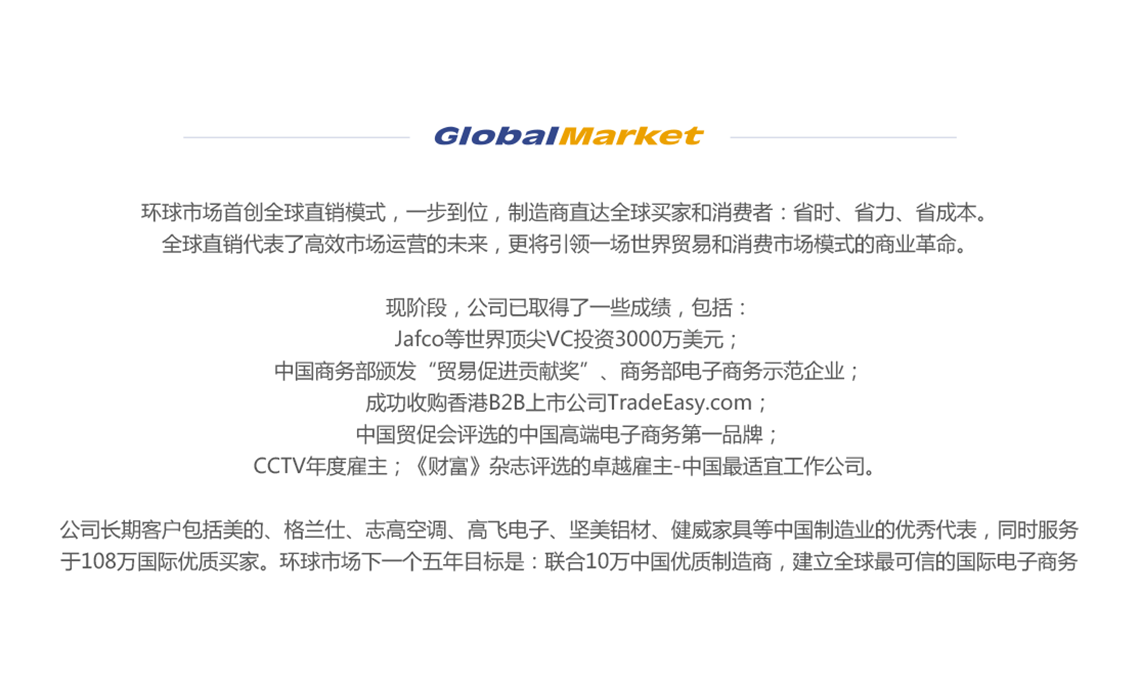 GlobalMarket
环球市场首创全球直销模式，一步到位，制造商直达全球买家和消费者：省时、省力、省成本。
全球直销代表了高效市场运营的未来，更将引领一场世界贸易和消费市场模式的商业革命。
现阶段，公司已取得了一些成绩，包括：
Jafco等世界顶尖VC投资3000万美元；
中国商务部颁发“贸易促进贡献奖”、商务部电子商务示范企业；
成功收购香港B2B上市公司TradeEasy.com；
中国贸促会评选的中国高端电子商务第一品牌；
CCTV年度雇主；《财富》杂志评选的卓越雇主-中国最适宜工作公司。
公司长期客户包括美的、格兰仕、志高空调、高飞电子、坚美铝材、健威家具等中国制造业的优秀代表，同时服务
于108万国际优质买家。环球市场下一个五年目标是：联合10万中国优质制造商，建立全球最可信的国际电子商务